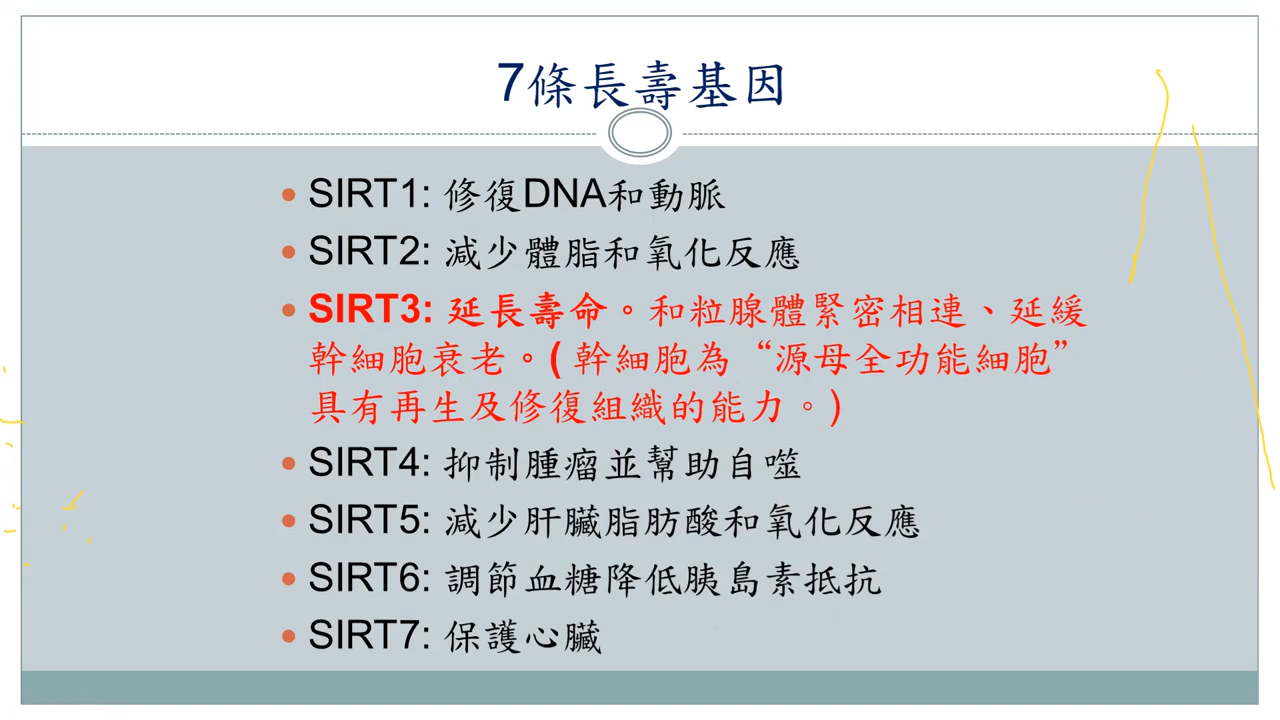 7條長壽基因
SIRT1: 修復DNA和動脈
SIRT2: 減少體脂和氧化反應
SIRT3: 延長壽命。和粒腺體緊密相連、延緩
幹細胞衰老。( 幹細胞為“源母全功能細胞”
具有再生及修復組織的能力。)
SIRT4: 抑制腫瘤並幫助自噬
SIRT5: 減少肝臟脂肪酸和氧化反應
SIRT6: 調節血糖降低胰島素抵抗
SIRT7: 保護心臟